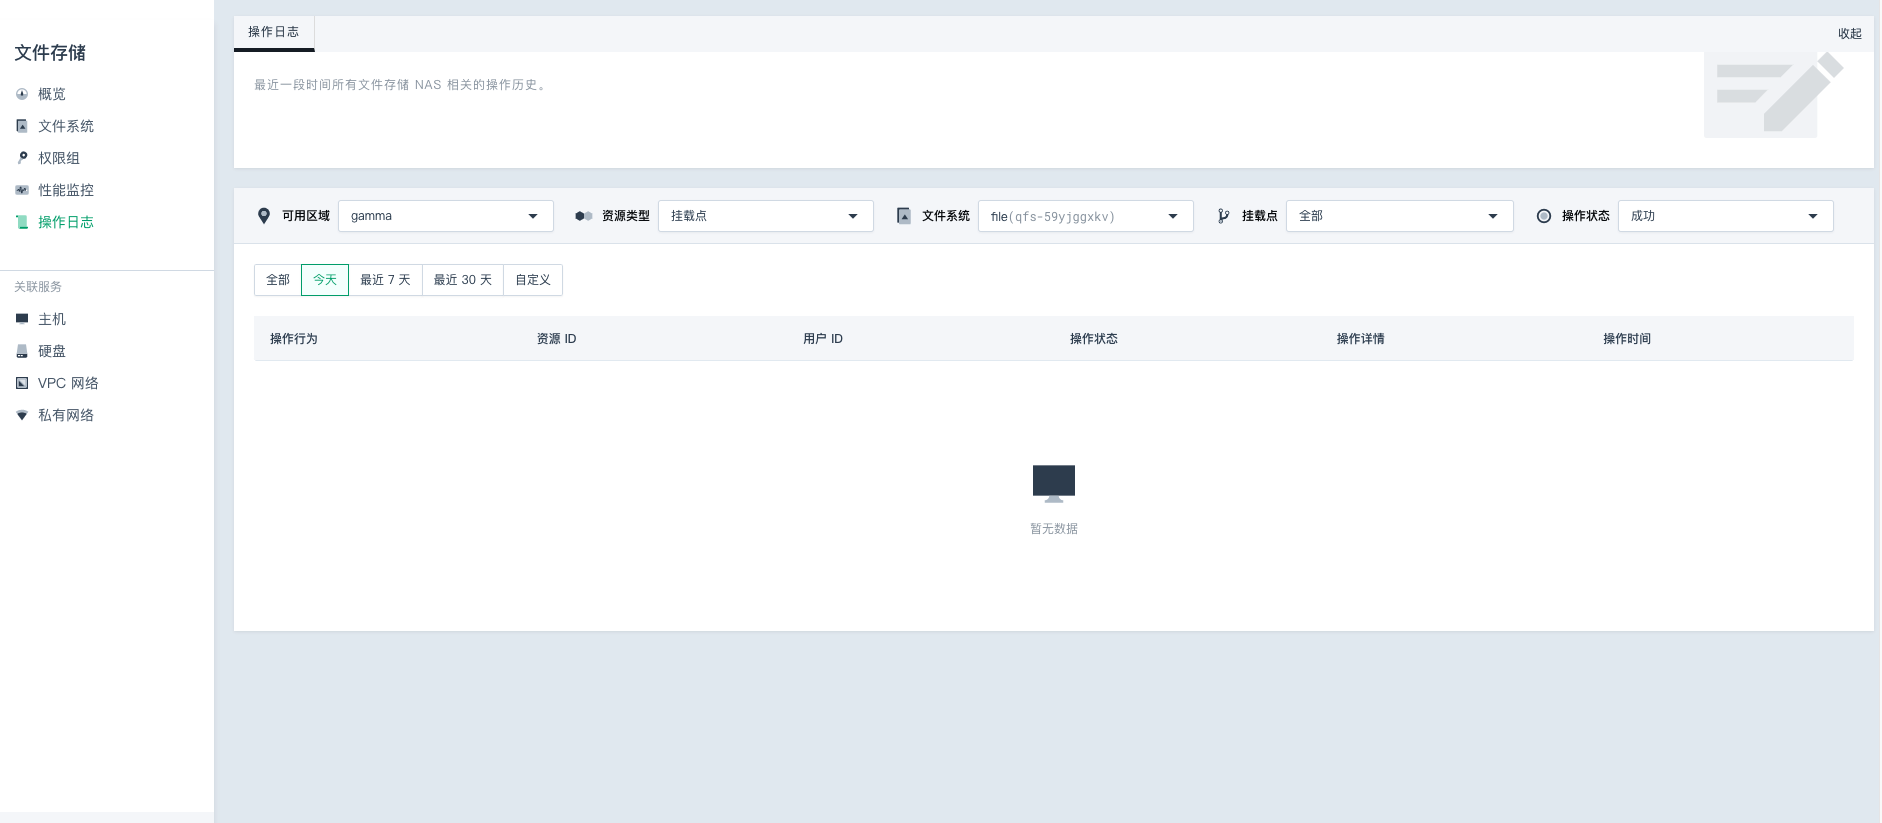 文件存储
概览
文件系统
权限组
性能监控
操作日志
关联服务
主机
硬盘
VPC 网络
私有网络
操作日志
收起
最近一段时间所有文件存储 NAS 相关的操作历史。
可用区域 gamma 资源类型 挂载点 文件系统 file(qfs-59yjggxkv) 挂载点 全部 操作状态 成功
全部 今天 最近 7 天 最近 30 天 自定义
操作行为 资源 ID 用户 ID 操作状态 操作详情 操作时间
暂无数据